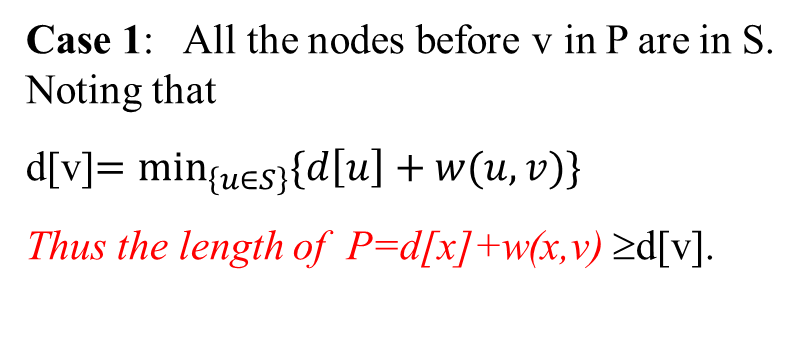 Case 1: All the nodes before v in P are in S.
Noting that
d[v]= min{u∈S}{d[u] + w(u, v)}
Thus the length of P=d[x]+w(x,v) ≥d[v].